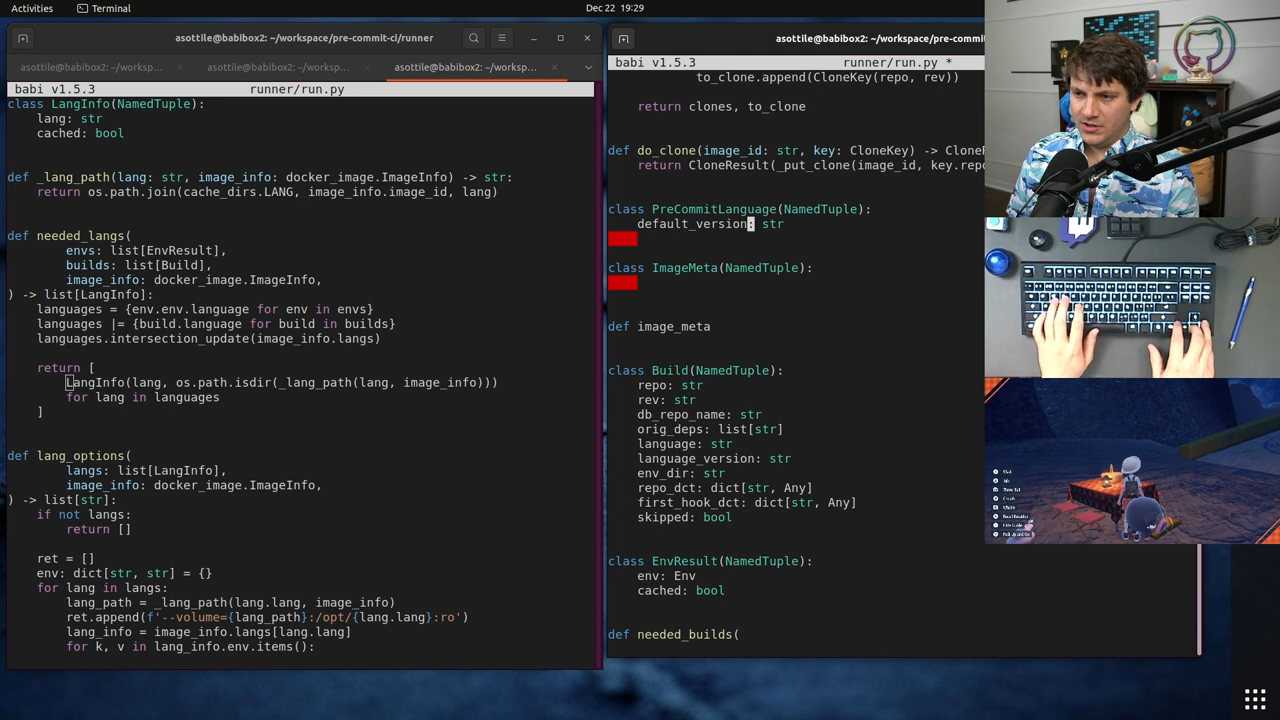 Activities
Terminal
Dec 22 19:29
asottile@babibox2: ~/workspace/pre-commit-ci/runner
asottile@babibox2: ~/worksp...
asottile@babibox2: ~/worksp...
asottile@babibox2: ~/worksp...
babi v1.5.3 runner/run.py
class LangInfo(NamedTuple):
lang: str
cached: bool
def _lang_path(lang: str, image_info: docker_image.ImageInfo) -> str:
return os.path.join(cache_dirs.LANG, image_info.image_id, lang)
def needed_langs(
envs: list[EnvResult],
builds: list[Build],
image_info: docker_image.ImageInfo,
) -> list[LangInfo]:
languages = {env.env.language for env in envs}
languages |= {build.language for build in builds}
languages.intersection_update(image_info.langs)
return [
LangInfo(lang, os.path.isdir(_lang_path(lang, image_info)))
for lang in languages
]
def lang_options(
langs: list[LangInfo],
image_info: docker_image.ImageInfo,
) -> list[str]:
if not langs:
return []
ret = []
env: dict[str, str] = {}
for lang in langs:
lang_path = _lang_path(lang.lang, image_info)
ret.append(f'--volume={lang_path}:/opt/{lang.lang}:ro')
lang_info = image_info.langs[lang.lang]
for k, v in lang_info.env.items():
asottile@babibox2: ~/workspace/pre-commit
babi v1.5.3 runner/run.py *
to_clone.append(CloneKey(repo, rev))
return clones, to_clone
def do_clone(image_id: str, key: CloneKey) -> CloneR
return CloneResult(_put_clone(image_id, key.repo
class PreCommitLanguage(NamedTuple):
default_version: str
class ImageMeta(NamedTuple):
def image_meta
class Build(NamedTuple):
repo: str
rev: str
db_repo_name: str
orig_deps: list[str]
language: str
language_version: str
env_dir: str
repo_dct: dict[str, Any]
first_hook_dct: dict[str, Any]
skipped: bool
class EnvResult(NamedTuple):
env: Env
cached: bool
def needed_builds(